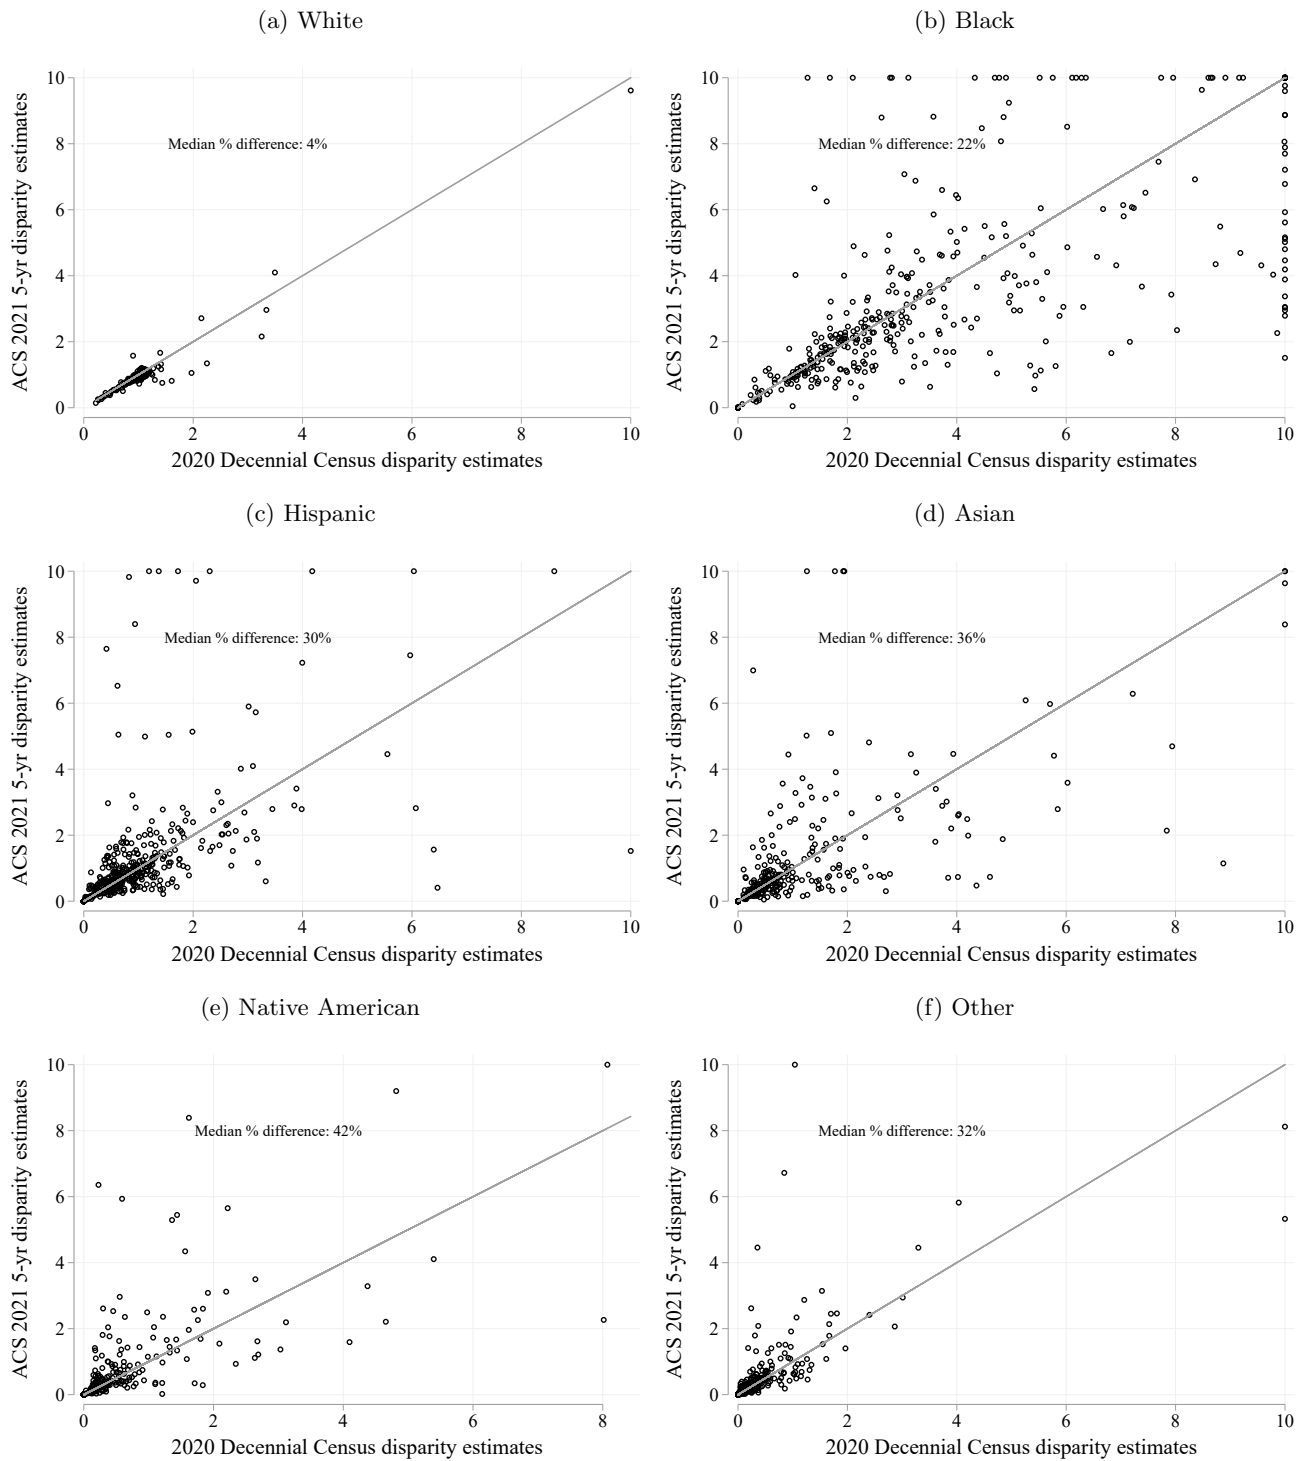 (a) White
10
8
6
4
2
0
ACS 2021 5-yr disparity estimates
Median % difference: 4%
0 2 4 6 8 10
2020 Decennial Census disparity estimates
(b) Black
10
8
6
4
2
0
ACS 2021 5-yr disparity estimates
Median % difference: 22%
0 2 4 6 8 10
2020 Decennial Census disparity estimates
(c) Hispanic
10
8
6
4
2
0
ACS 2021 5-yr disparity estimates
Median % difference: 30%
0 2 4 6 8 10
2020 Decennial Census disparity estimates
(d) Asian
10
8
6
4
2
0
ACS 2021 5-yr disparity estimates
Median % difference: 36%
0 2 4 6 8 10
2020 Decennial Census disparity estimates
(e) Native American
10
8
6
4
2
0
ACS 2021 5-yr disparity estimates
Median % difference: 42%
0 2 4 6 8
2020 Decennial Census disparity estimates
(f) Other
10
8
6
4
2
0
ACS 2021 5-yr disparity estimates
Median % difference: 32%
0 2 4 6 8 10
2020 Decennial Census disparity estimates